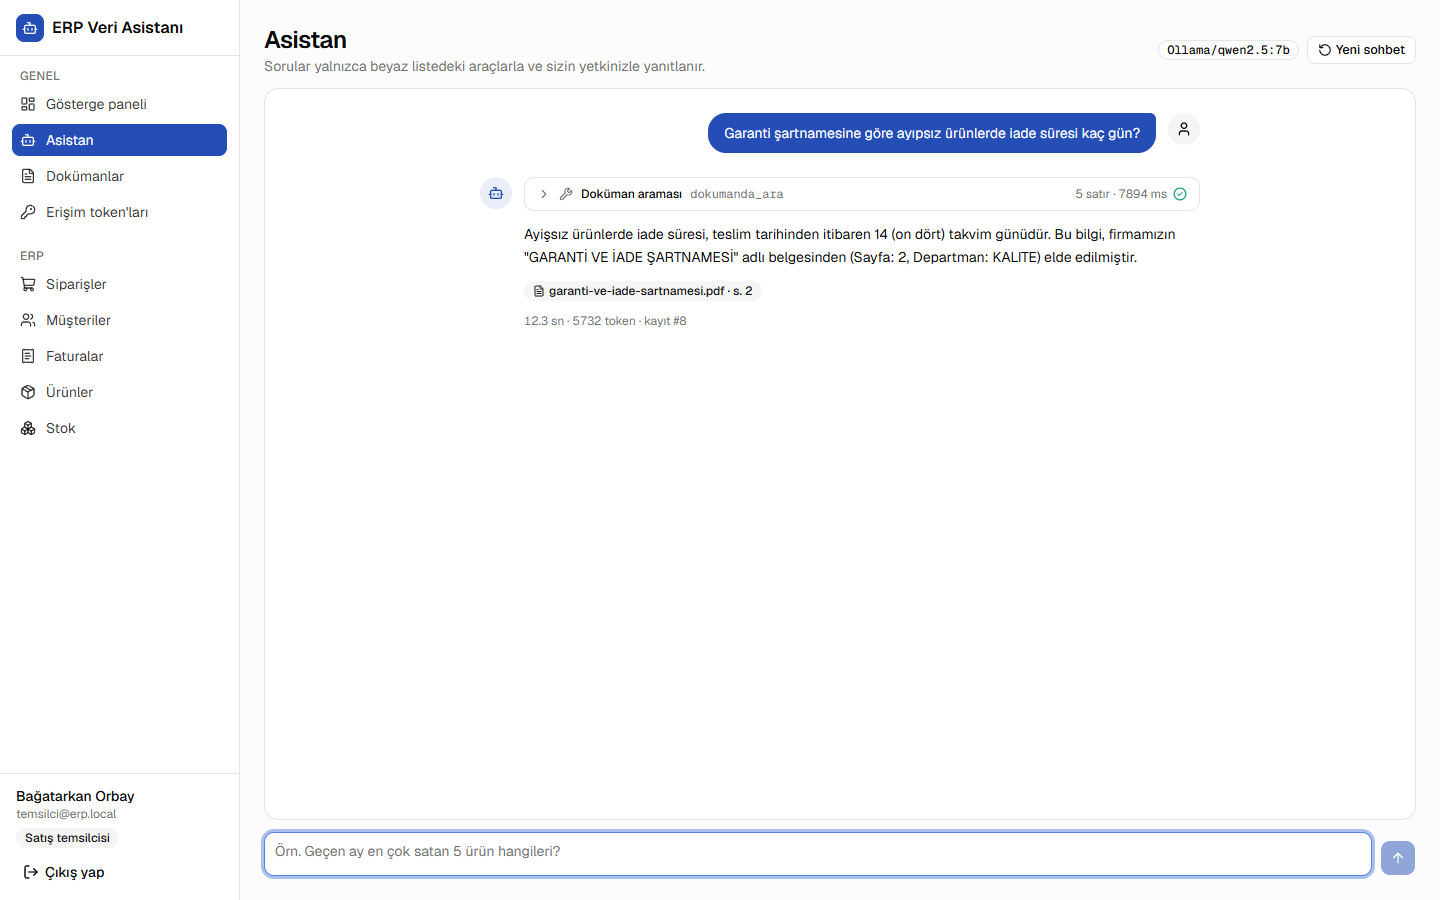 ERP Veri Asistanı
GENEL
Gösterge paneli
Asistan
Dokümanlar
Erişim token'ları
ERP
Siparişler
Müşteriler
Faturalar
Ürünler
Stok
Bağatarkan Orbay
temsilci@erp.local
Satış temsilcisi
Çıkış yap
Asistan
Sorular yalnızca beyaz listedeki araçlarla ve sizin yetkinizle yanıtlanır.
Ollama/qwen2.5:7b
Yeni sohbet
Garanti şartnamesine göre ayıpsız ürünlerde iade süresi kaç gün?
Doküman araması dokumanda_ara 5 satır · 7894 ms
Ayişsız ürünlerde iade süresi, teslim tarihinden itibaren 14 (on dört) takvim günüdür. Bu bilgi, firmamızın
"GARANTİ VE İADE ŞARTNAMESİ" adlı belgesinden (Sayfa: 2, Departman: KALITE) elde edilmiştir.
garanti-ve-iade-sartnamesi.pdf · s. 2
12.3 sn · 5732 token · kayıt #8
Örn. Geçen ay en çok satan 5 ürün hangileri?